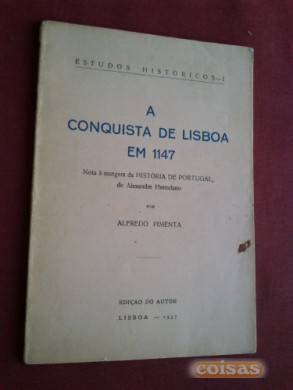 ESTUDOS HISTÓRICOS—I
A
CONQUISTA DE LISBOA
EM 1147
Nota à margem da HISTÓRIA DE PORTUGAL,
de Alexandre Herculano
POR
ALFREDO PIMENTA
EDIÇÃO DO AUTOR
LISBOA — 1937
coisas